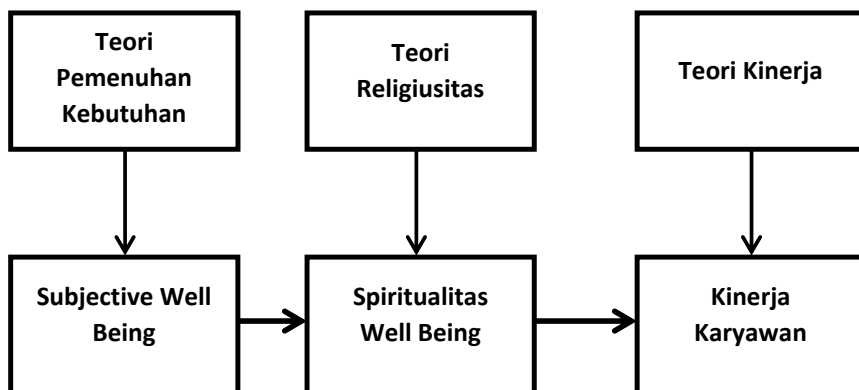 Teori
Pemenuhan
Kebutuhan
Teori
Religiusitas
Teori Kinerja
Subjective Well
Being
Spiritualitas
Well Being
Kinerja
Karyawan